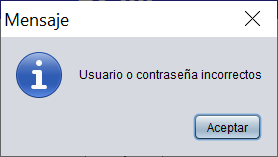 Mensaje
Usuario o contraseña incorrectos
Aceptar